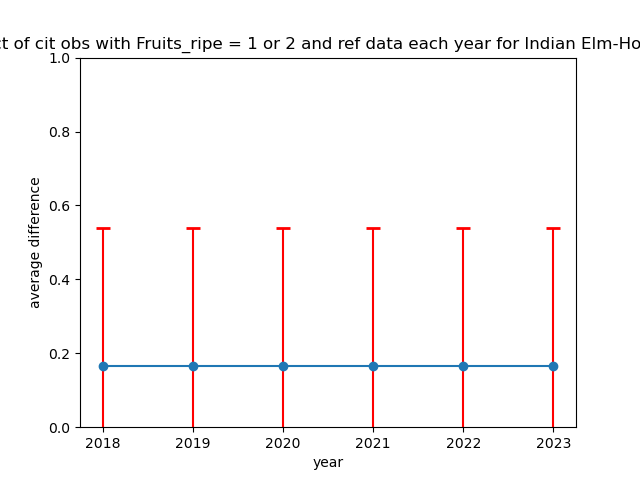 of cit obs with Fruits_ripe = 1 or 2 and ref data each year for Indian Elm-Ho
1.0
0.8
0.6
0.4
0.2
0.0
average difference
2018 2019 2020 2021 2022 2023
year